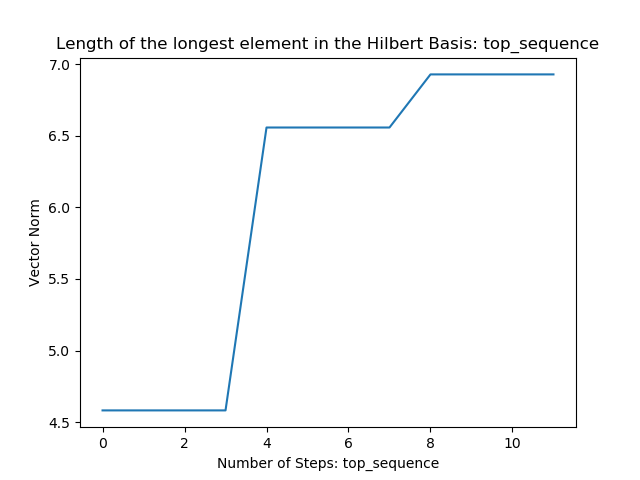 Length of the longest element in the Hilbert Basis: top_sequence
7.0
6.5
6.0
5.5
5.0
4.5
Vector Norm
0 2 4 6 8 10
Number of Steps: top_sequence